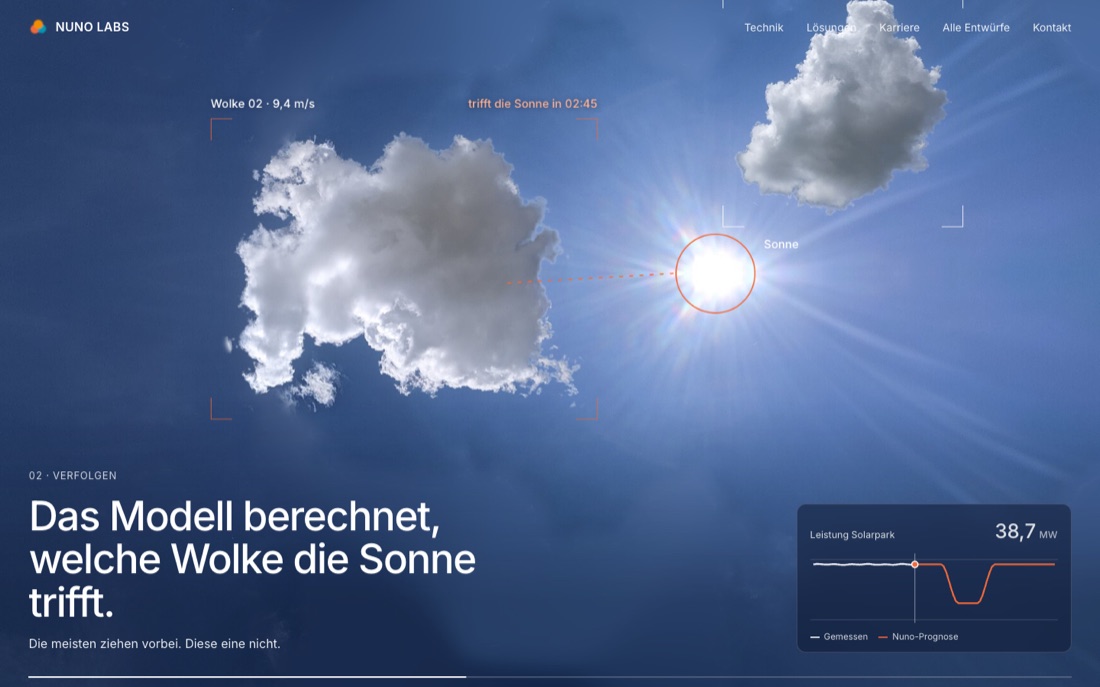 NUNO LABS
Technik
Lösungen
Karriere
Alle Entwürfe
Kontakt
Wolke 02 · 9,4 m/s
trifft die Sonne in 02:45
Sonne
02 · VERFOLGEN
Das Modell berechnet,
welche Wolke die Sonne
trifft.
Die meisten ziehen vorbei. Diese eine nicht.
Leistung Solarpark
38,7 MW
Gemessen
Nuno-Prognose